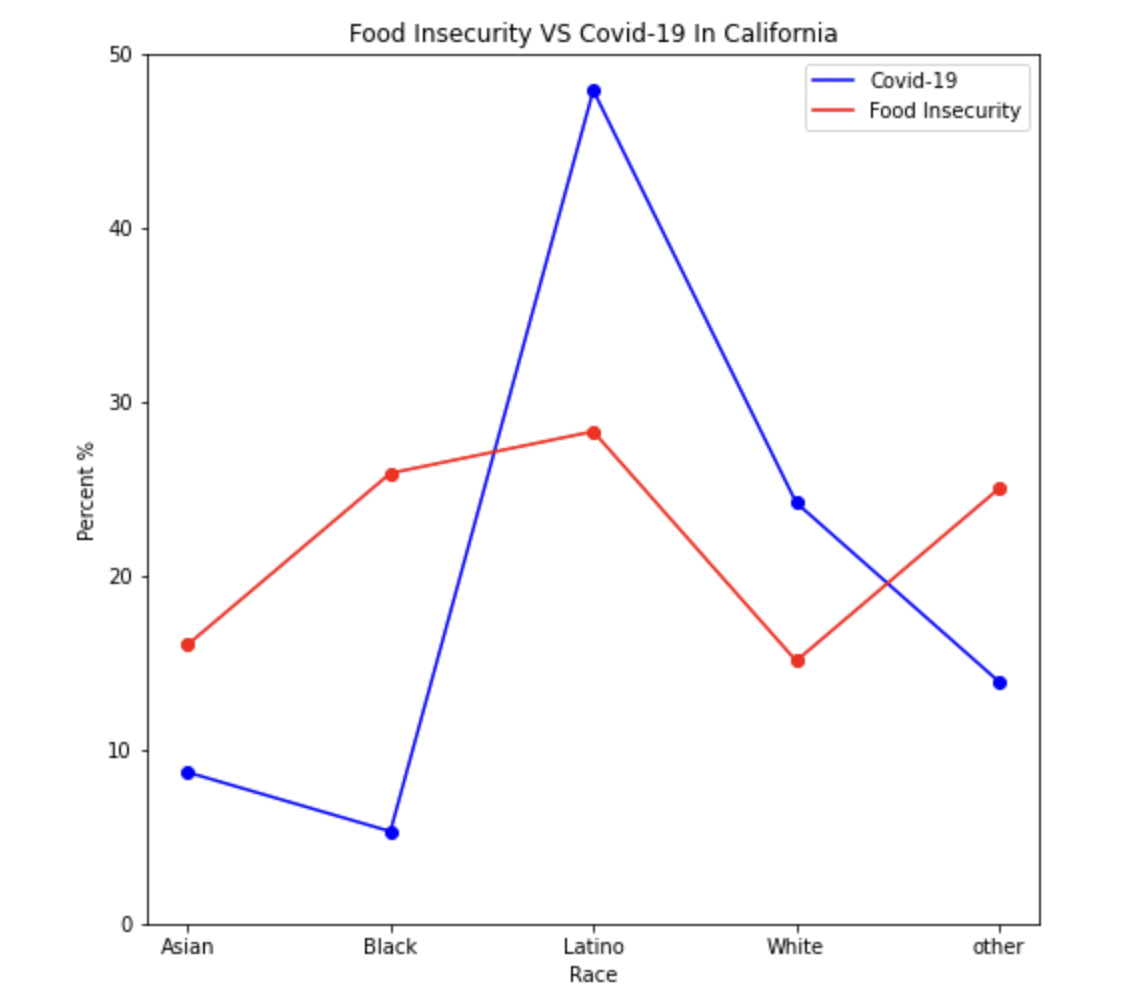 Food Insecurity VS Covid-19 In California
50
40
30
20
10
0
Percent %
Covid-19
Food Insecurity
Asian Black Latino White other
Race